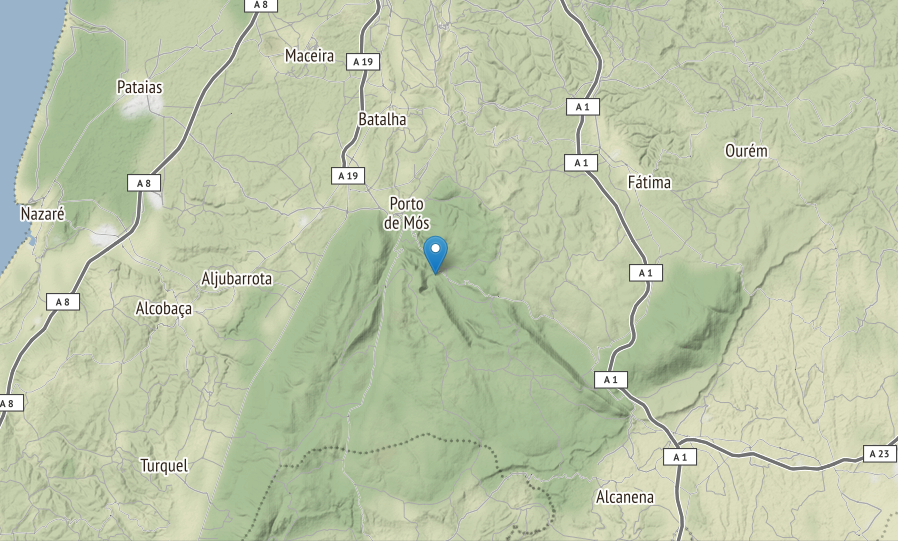 A 8
Maceira
A 19
Pataias
A 1
Batalha
Ourém
A 1
A 19
Fátima
A 8
Porto
de Mós
Nazaré
Aljubarrota
A 1
A 8
Alcobaça
A 1
A 8
Turquel
A 1
A 23
Alcanena